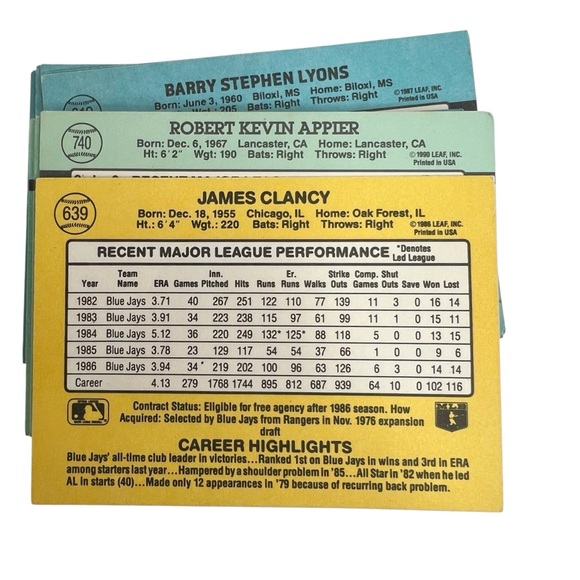 BARRY STEPHEN LYONS
Born: June 3, 1960 Biloxi, MS Home: Biloxi, MS
Wgt.: 205 Bats: Right Throws: Right
©1987 LEAF, INC.
Printed in USA
740
ROBERT KEVIN APPIER
Born: Dec. 6, 1967 Lancaster, CA Home: Lancaster, CA
Ht: 6'2" Wgt: 190 Bats: Right Throws: Right
©1990 LEAF, INC.
Printed in USA
639
JAMES CLANCY
Born: Dec. 18, 1955 Chicago, IL Home: Oak Forest, IL
Ht.: 6'4" Wgt.: 220 Bats: Right Throws: Right
©1986 LEAF, INC.
Printed in USA
RECENT MAJOR LEAGUE PERFORMANCE *Denotes Led League
Year Team Name ERA Games Inn. Pitched Hits Runs Er. Runs Walks Strike Outs Comp. Games Shut Outs Save Won Lost
1982 Blue Jays 3.71 40 267 251 122 110 77 139 11 3 0 16 14
1983 Blue Jays 3.91 34 223 238 115 97 61 99 11 1 0 15 11
1984 Blue Jays 5.12 36 220 249 132* 125* 88 118 5 0 0 13 15
1985 Blue Jays 3.78 23 129 117 54 54 37 66 1 0 0 9 6
1986 Blue Jays 3.94 34* 219 202 100 96 63 126 6 3 0 14 14
Career 4.13 279 1768 1744 895 812 687 939 64 10 0 102 116
Contract Status: Eligible for free agency after 1986 season. How
Acquired: Selected by Blue Jays from Rangers in Nov. 1976 expansion
draft
CAREER HIGHLIGHTS
Blue Jays' all-time club leader in victories...Ranked 1st on Blue Jays in wins and 3rd in ERA
among starters last year...Hampered by a shoulder problem in '85...All Star in '82 when he led
AL in starts (40)...Made only 12 appearances in '79 because of recurring back problem.